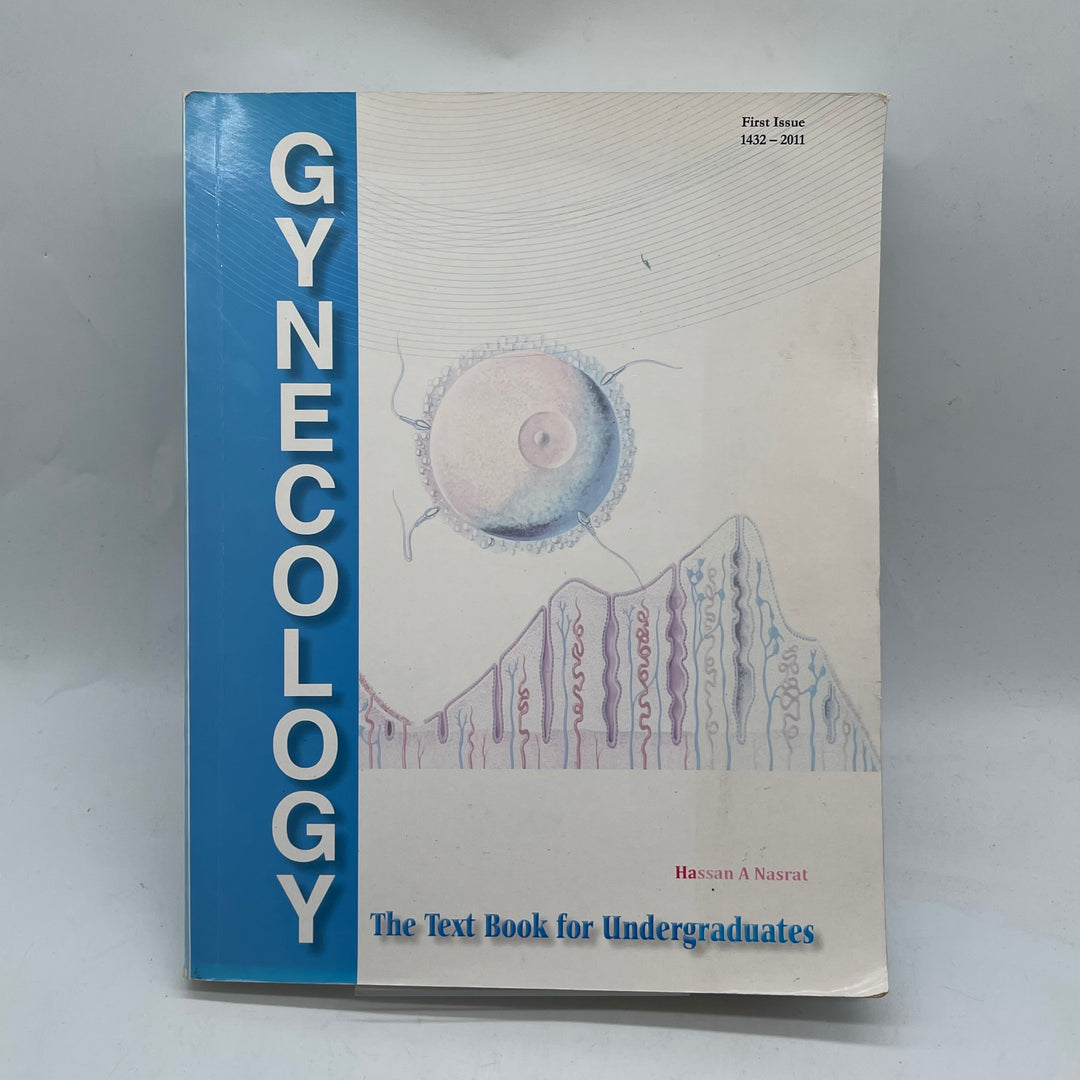 GYNECOLOGY
First Issue
1432 – 2011
Hassan A Nasrat
The Text Book for Undergraduates